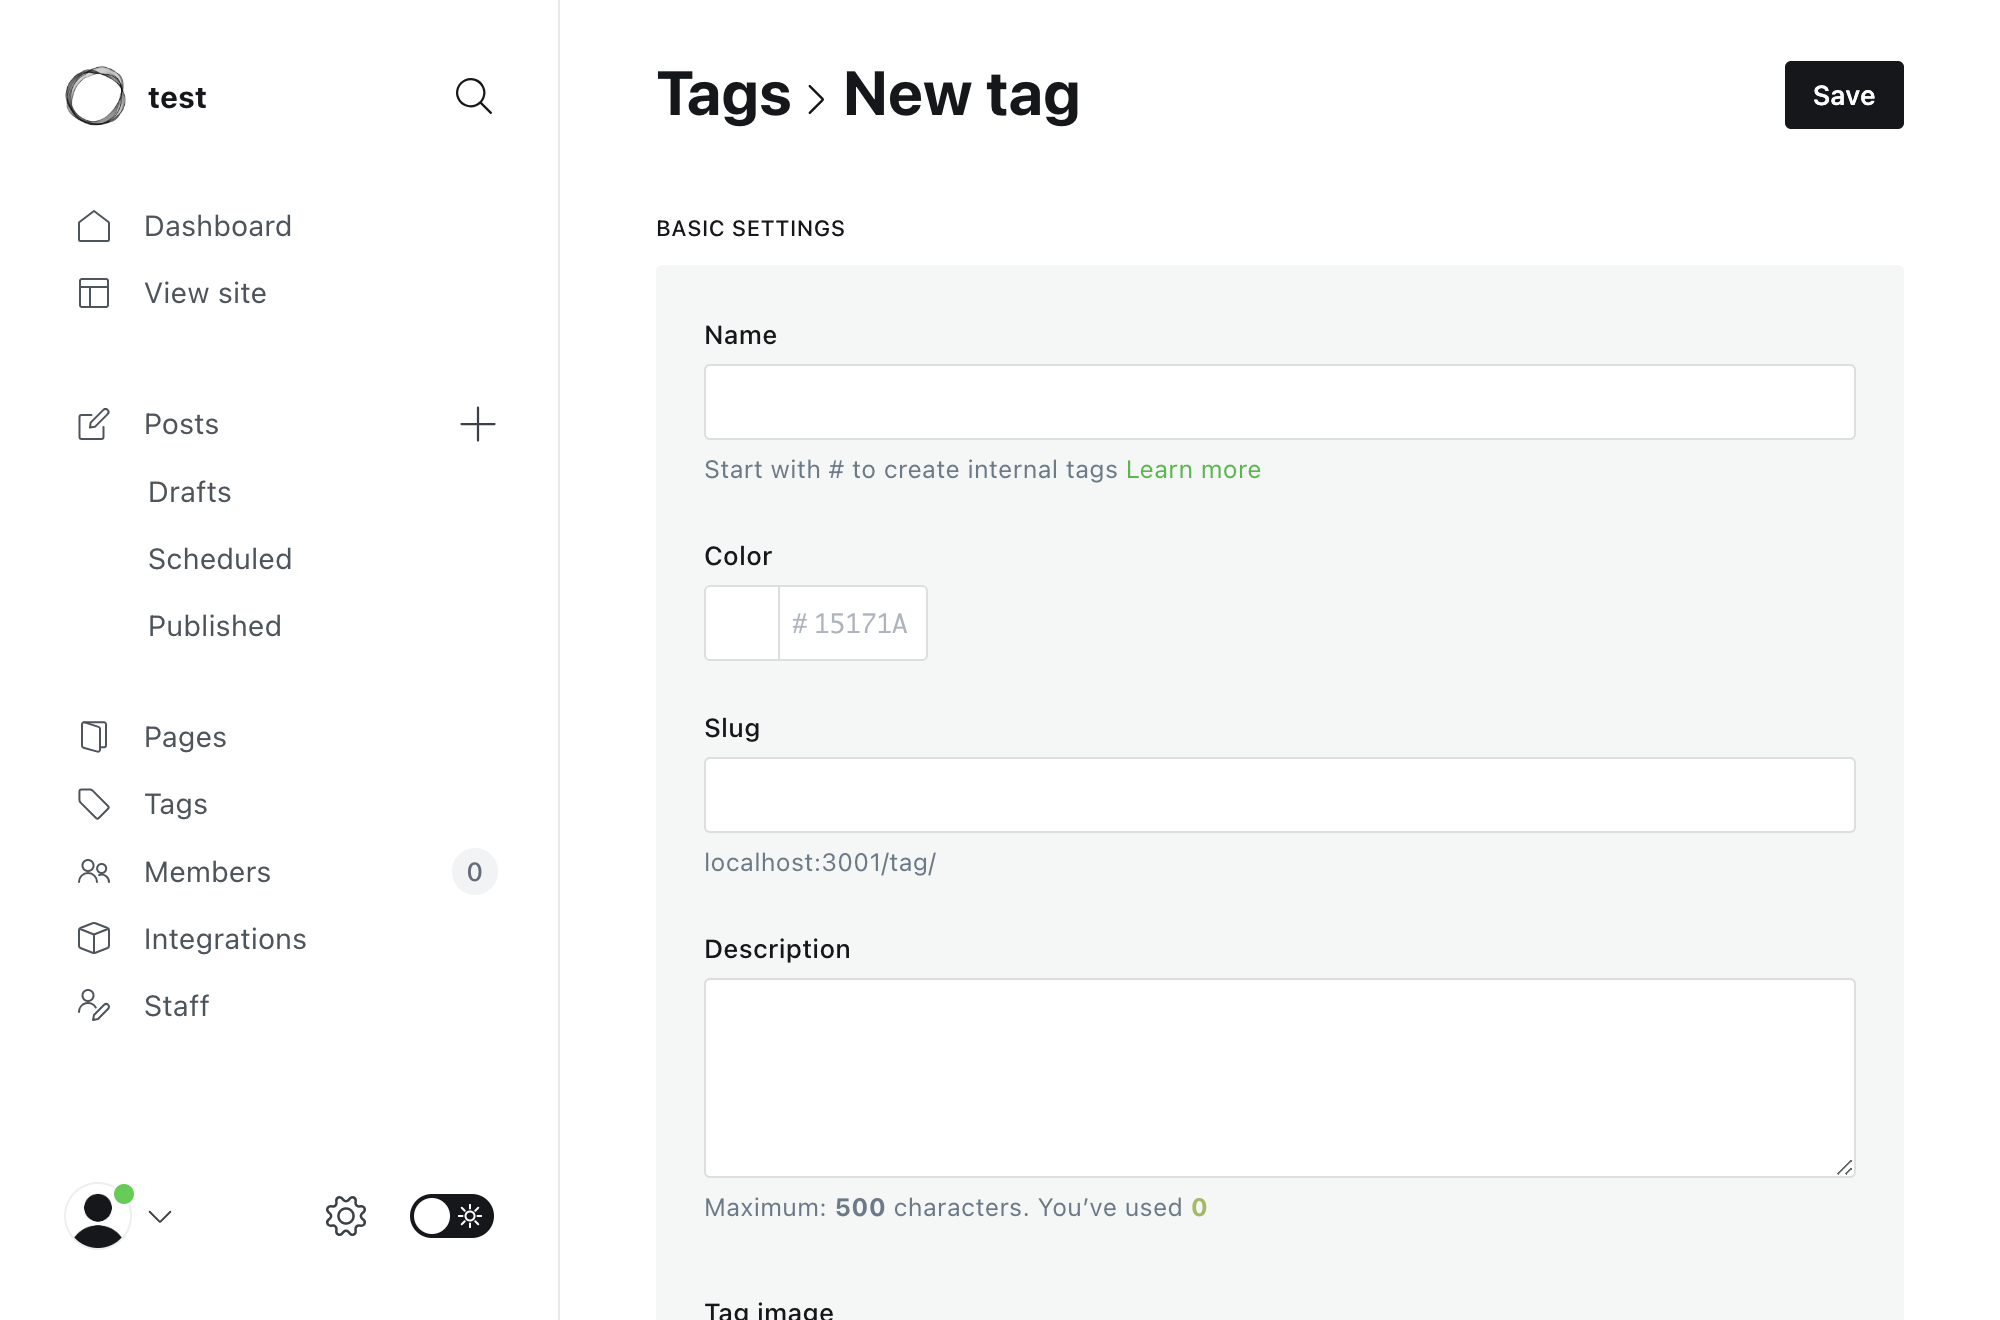 test
Dashboard
View site
Posts
Drafts
Scheduled
Published
Pages
Tags
Members 0
Integrations
Staff
Tags › New tag
Save
BASIC SETTINGS
Name
Start with # to create internal tags Learn more
Color
# 15171A
Slug
localhost:3001/tag/
Description
Maximum: 500 characters. You’ve used 0
Tag image